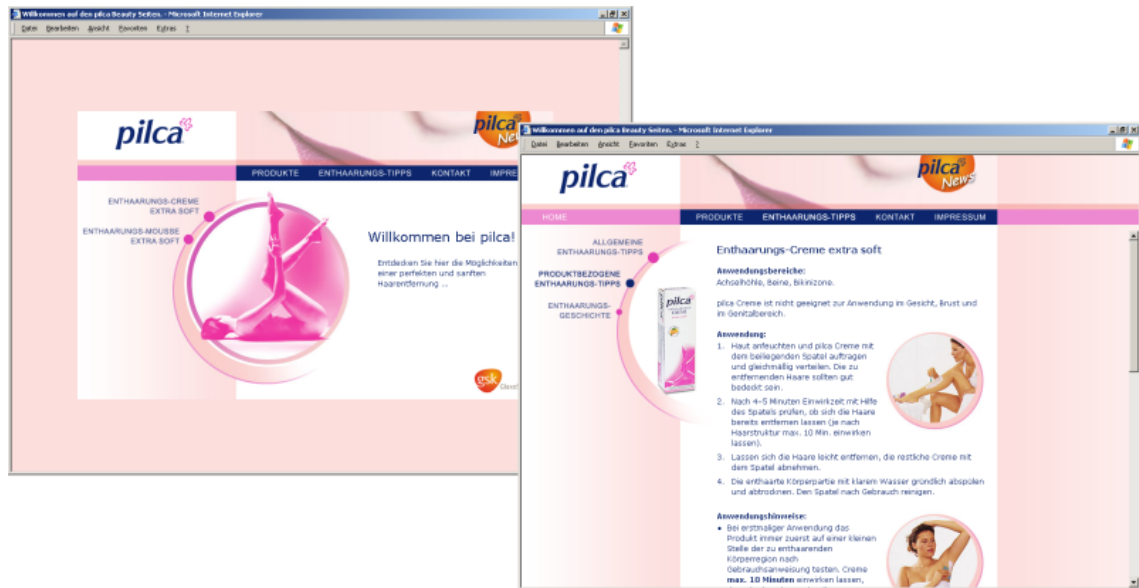 Willkommen auf den pilca Beauty Seiten. - Microsoft Internet Explorer
Datei Bearbeiten Ansicht Favoriten Extras ?
pilca
pilca
New
PRODUKTE ENTHAARUNGS-TIPPS KONTAKT IMPRE
ENTHAARUNGS-CREME
EXTRA SOFT
ENTHAARUNGS-MOUSSE
EXTRA SOFT
Willkommen bei pilca!
Entdecken Sie hier die Möglichkeiten
einer perfekten und sanften
Haarentfernung ...
gsk
Willkommen auf den pilca Beauty Seiten. - Microsoft Internet Explorer
Datei Bearbeiten Ansicht Favoriten Extras ?
pilca
pilca
News
HOME PRODUKTE ENTHAARUNGS-TIPPS KONTAKT IMPRESSUM
ALLGEMEINE
ENTHAARUNGS-TIPPS
PRODUKTBEZOGENE
ENTHAARUNGS-TIPPS
ENTHAARUNGS-
GESCHICHTE
pilca
Enthaarungs-Creme extra soft
Anwendungsbereiche:
Achselhöhle, Beine, Bikinizone.
pilca Creme ist nicht geeignet zur Anwendung im Gesicht, Brust und
im Genitalbereich.
Anwendung:
1. Haut anfeuchten und pilca Creme mit
dem beiliegenden Spatel auftragen
und gleichmäßig verteilen. Die zu
entfernenden Haare sollten gut
bedeckt sein.
2. Nach 4-5 Minuten Einwirkzeit mit Hilfe
des Spatels prüfen, ob sich die Haare
bereits entfernen lassen (je nach
Haarstruktur max. 10 Min. einwirken
lassen).
3. Lassen sich die Haare leicht entfernen, die restliche Creme mit
dem Spatel abnehmen.
4. Die enthaarte Körperpartie mit klarem Wasser gründlich abspülen
und abtrocknen. Den Spatel nach Gebrauch reinigen.
Anwendungshinweise:
• Bei erstmaliger Anwendung das
Produkt immer zuerst auf einer kleinen
Stelle der zu enthaarenden
Körperregion nach
Gebrauchsanweisung testen. Creme
max. 10 Minuten einwirken lassen,